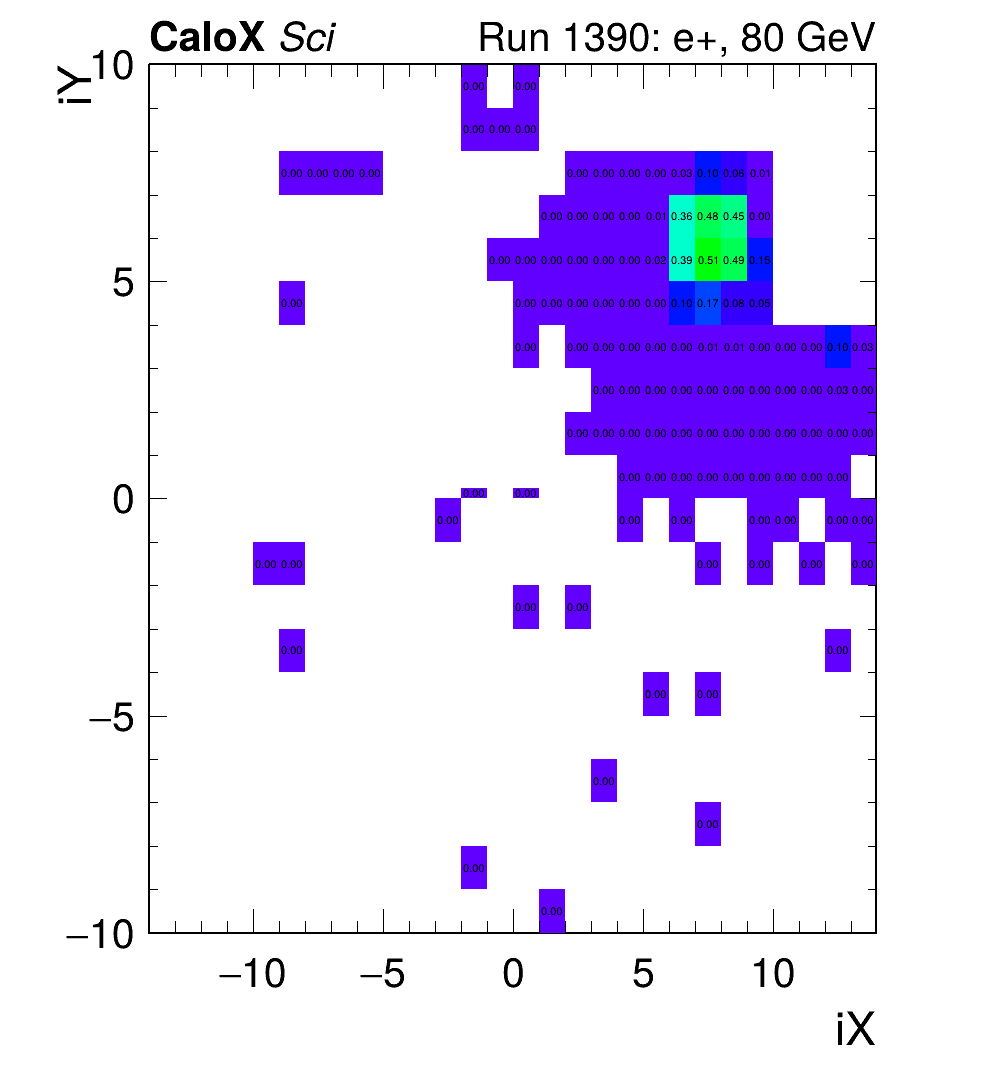 CaloX Sci Run 1390: e+, 80 GeV
iY
10
0.00 0.00
0.00 0.00 0.00
0.00 0.00 0.00 0.00 0.00 0.00 0.00 0.00 0.03 0.10 0.08 0.01
0.00 0.00 0.00 0.00 0.01 0.36 0.48 0.45 0.00
0.00 0.00 0.00 0.00 0.00 0.00 0.02 0.39 0.51 0.49 0.15
5
0.00 0.00 0.00 0.00 0.00 0.00 0.00 0.10 0.17 0.08 0.05
0.00 0.00 0.00 0.00 0.00 0.00 0.01 0.01 0.00 0.00 0.00 0.10 0.03
0.00 0.00 0.00 0.00 0.00 0.00 0.00 0.00 0.00 0.03 0.00
0.00 0.00 0.00 0.00 0.00 0.00 0.00 0.00 0.00 0.00 0.00 0.00
0.00 0.00 0.00 0.00 0.00 0.00 0.00 0.00 0.00
0 0.00 0.00
0.00 0.00 0.00 0.00 0.00 0.00 0.00
0.00 0.00 0.00 0.00 0.00 0.00
0.00 0.00
0.00 0.00
0.00 0.00
−5
0.00
0.00
0.00
0.00
−10
−10 −5 0 5 10
iX